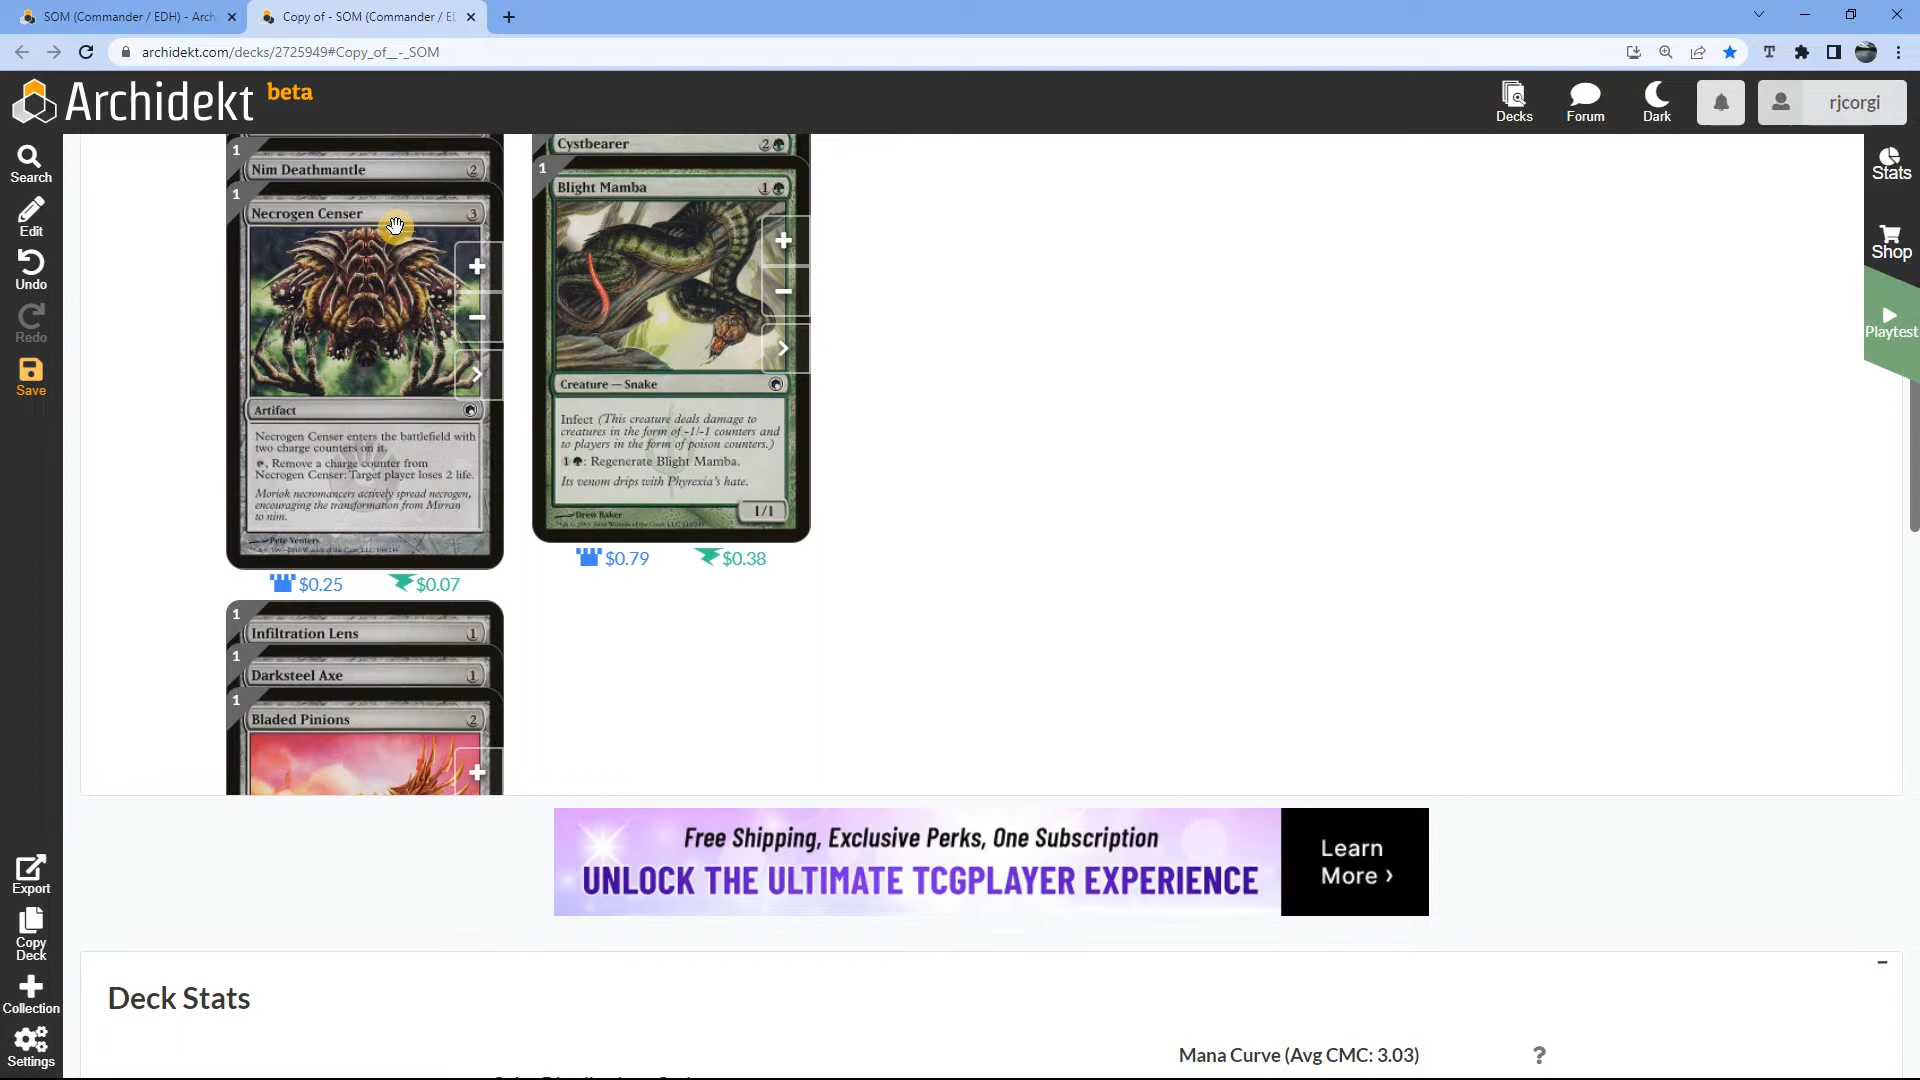 SOM (Commander / EDH) - Arch
Copy of - SOM (Commander / ED
archidekt.com/decks/2725949#Copy_of__-_SOM
Archidekt beta
Decks
Forum
Dark
rjcorgi
Search
Edit
Undo
Redo
Save
Export
Copy
Deck
Collection
Settings
Stats
Shop
Playtest
1
Nim Deathmantle 2
1
Necrogen Censer 3
Artifact
Necrogen Censer enters the battlefield with
two charge counters on it.
, Remove a charge counter from
Necrogen Censer: Target player loses 2 life.
Moriok necromancers actively spread necrogen,
encouraging the transformation from Mirran
to nim.
Pete Venters
$0.25 $0.07
1
Infiltration Lens 1
1
Darksteel Axe 1
1
Bladed Pinions 2
Cystbearer 2
1
Blight Mamba 1
Creature — Snake
Infect (This creature deals damage to
creatures in the form of -1/-1 counters and
to players in the form of poison counters.)
1 : Regenerate Blight Mamba.
Its venom drips with Phyrexia's hate.
Drew Baker
1/1
$0.79 $0.38
Free Shipping, Exclusive Perks, One Subscription
UNLOCK THE ULTIMATE TCGPLAYER EXPERIENCE
Learn
More ›
Deck Stats
Mana Curve (Avg CMC: 3.03) ?